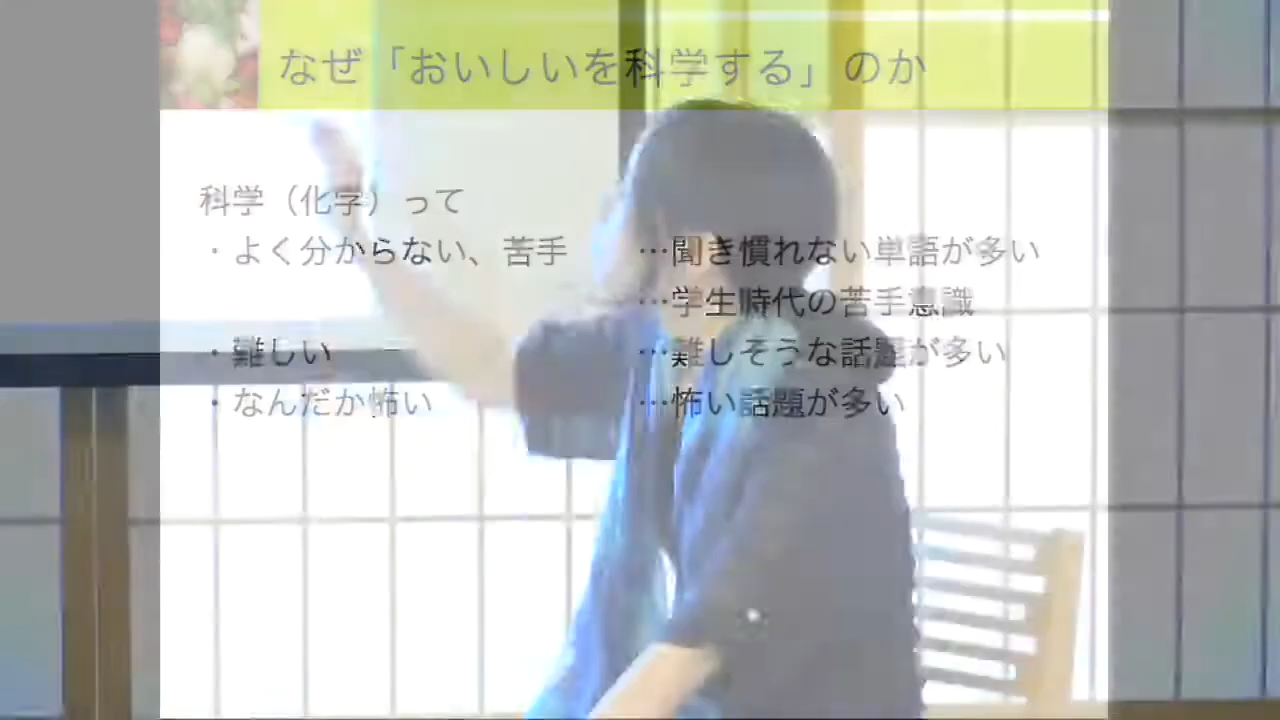 なぜ「おいしいを科学する」のか
科学（化学）って
・よく分からない、苦手 …聞き慣れない単語が多い
…学生時代の苦手意識
・難しい …難しそうな話題が多い
・なんだか怖い …怖い話題が多い